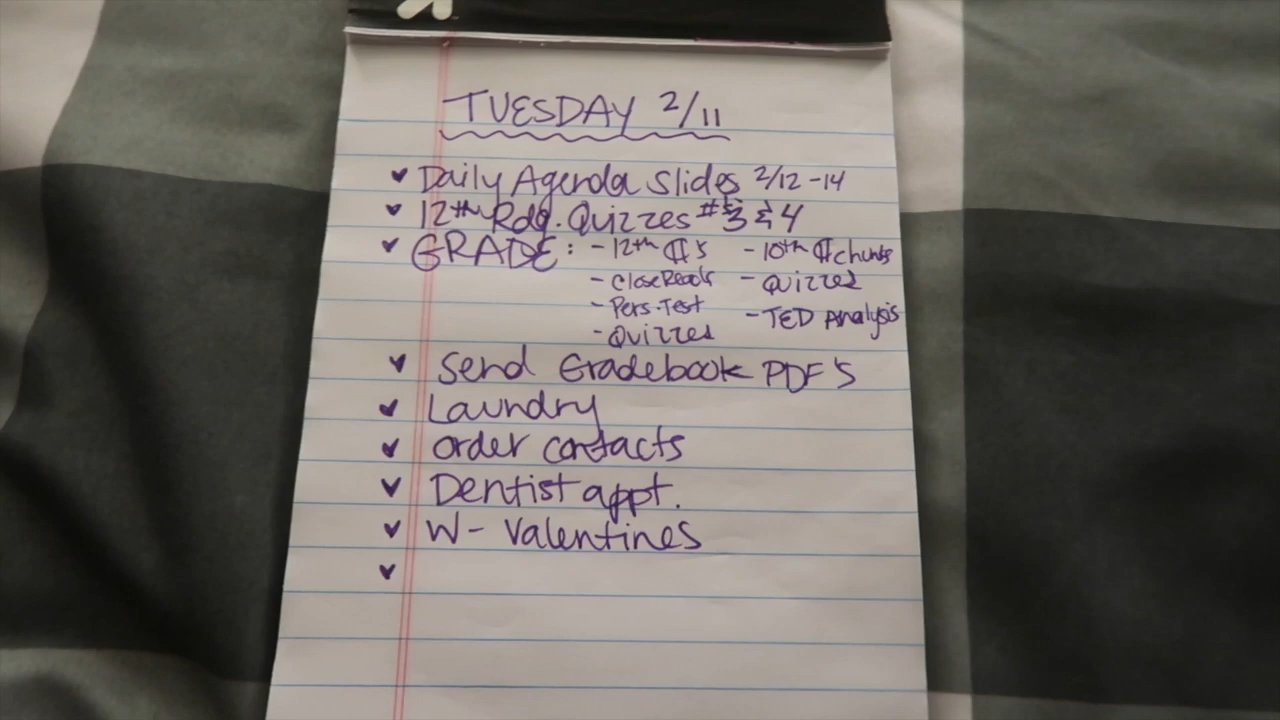 TUESDAY 2/11
Daily Agenda Slides 2/12-14
12th Rdg. Quizzes #3 & 4
GRADE: - 12th ¶'s - 10th ¶ chunks
- Close Reads - Quizzes
- Pers. Test - TED Analysis
- Quizzes
Send Gradebook PDF's
Laundry
Order contacts
Dentist appt.
W- Valentines